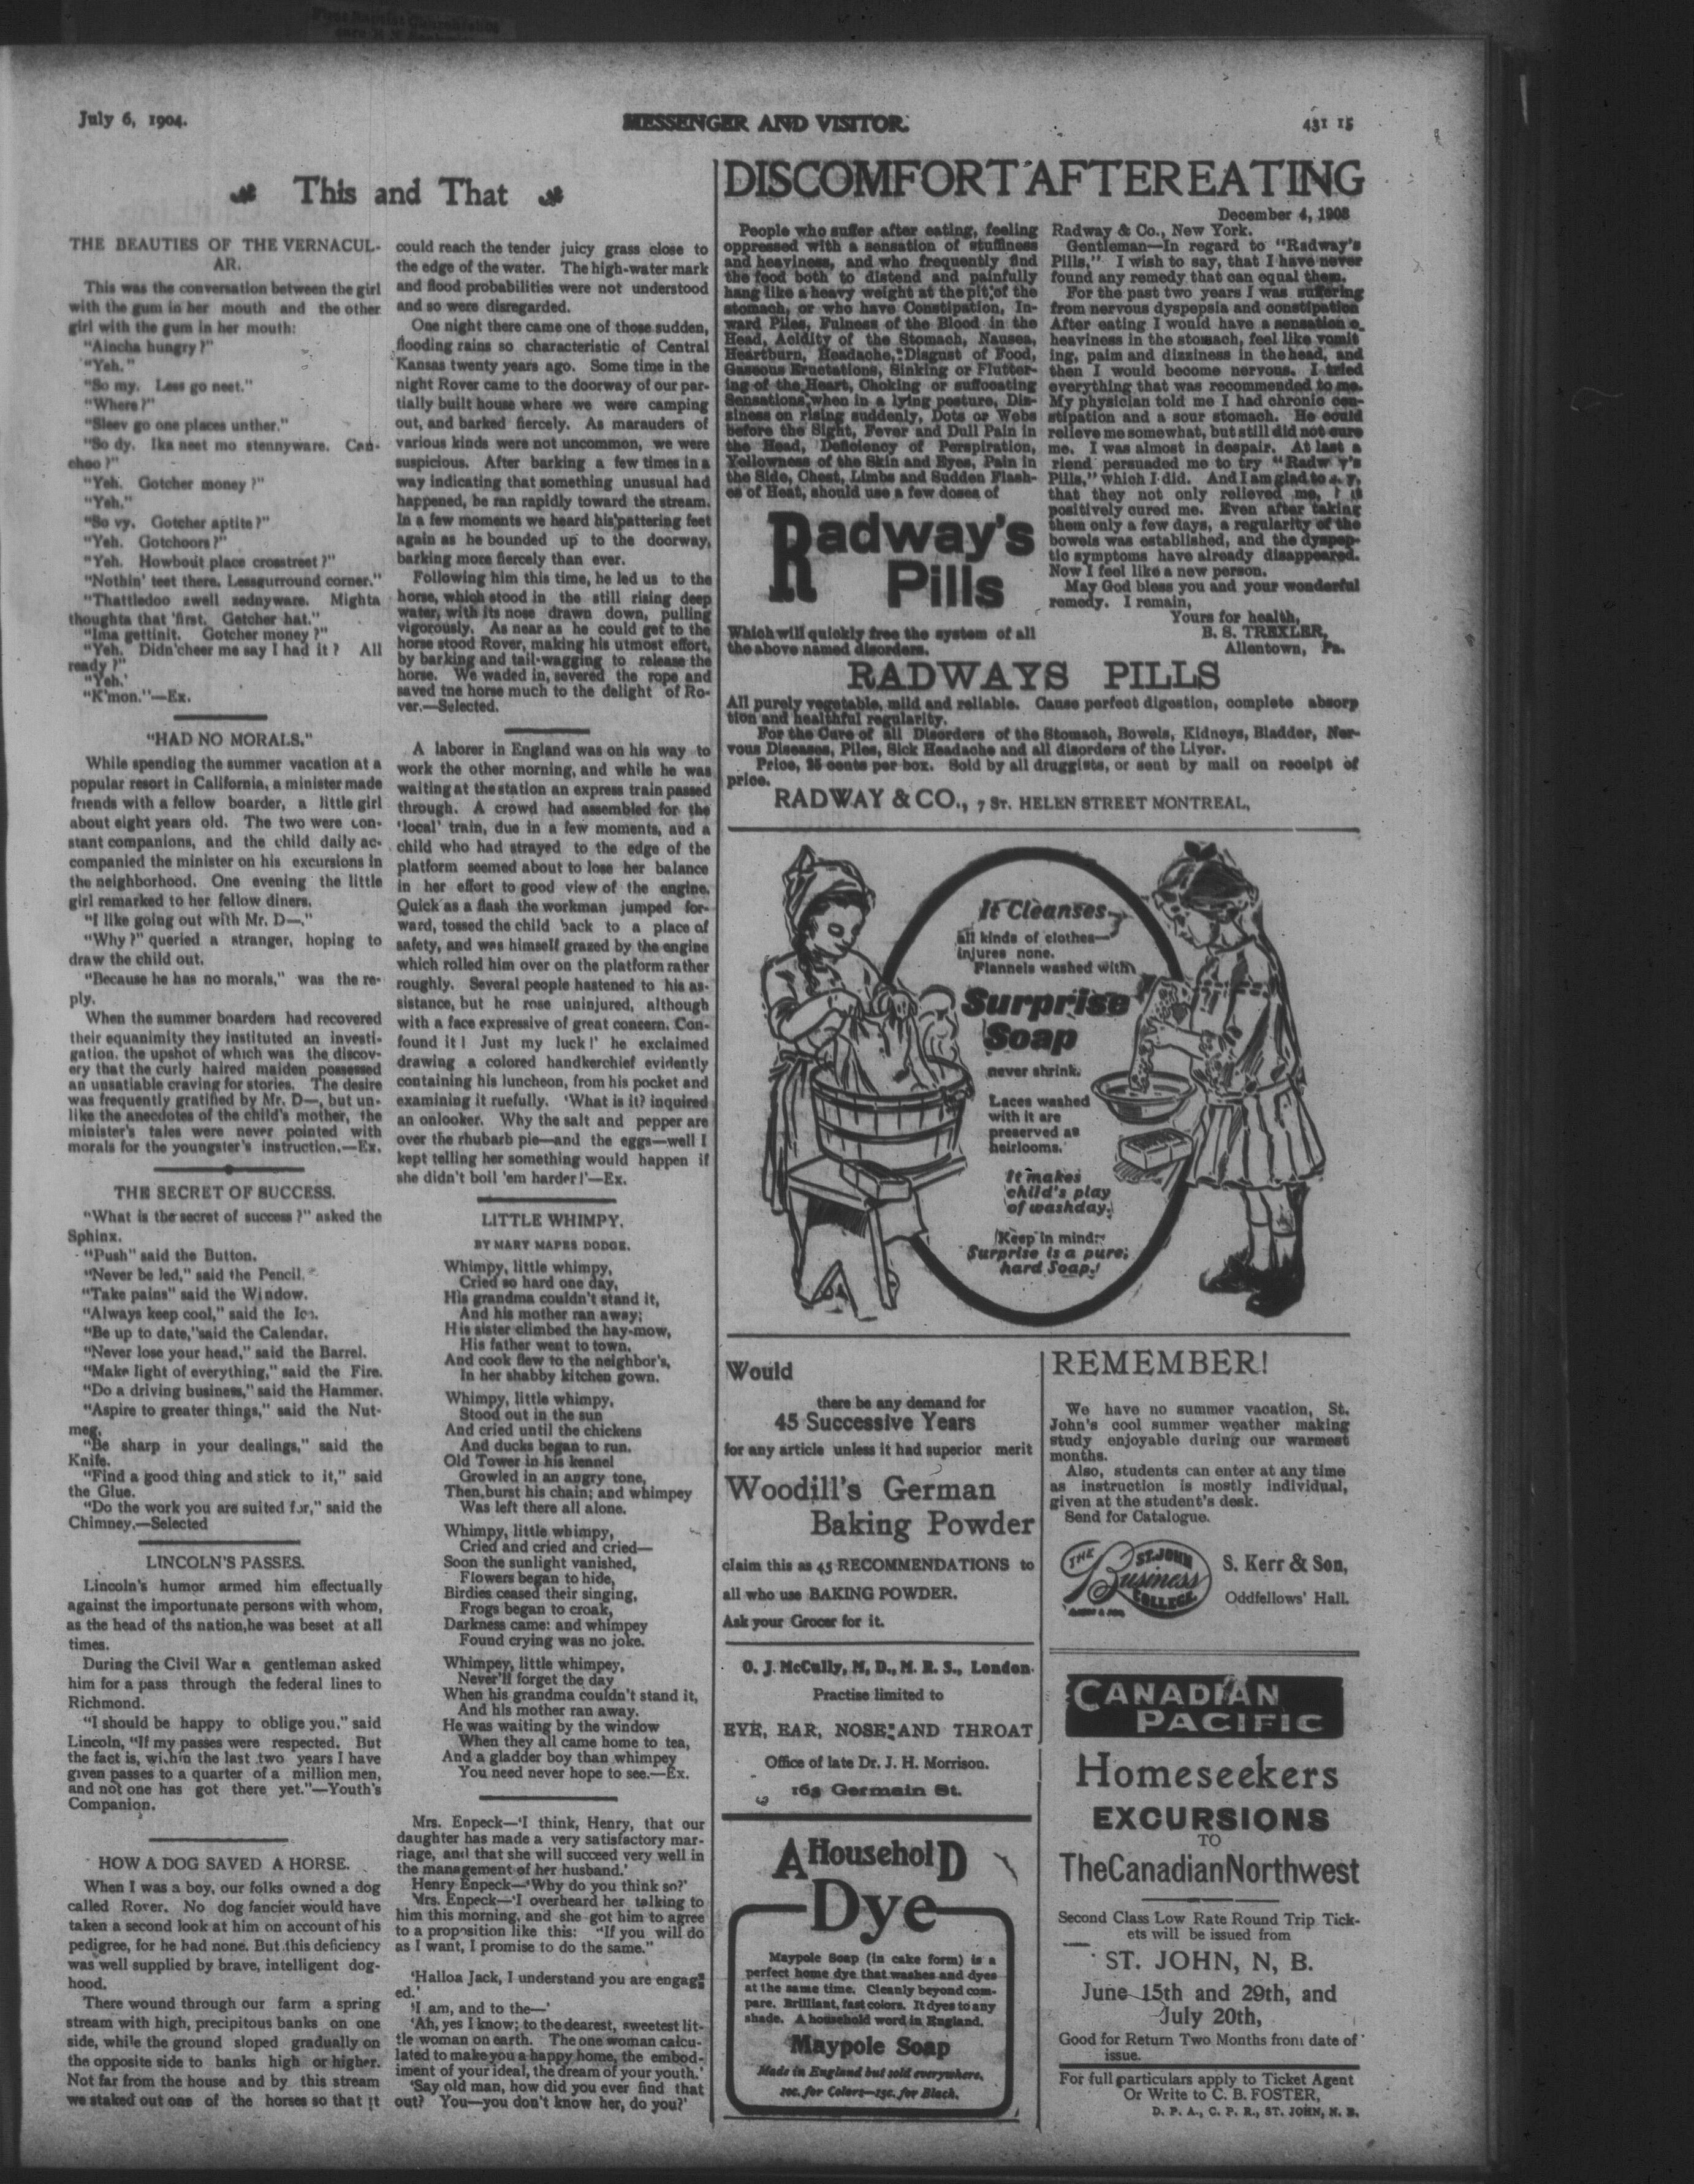 July 6, 1904.
MESSENGER AND VISITOR.
431 15
This and That
THE BEAUTIES OF THE VERNACUL-
AR.
This was the conversation between the girl
with the gum in her mouth and the other
girl with the gum in her mouth:
"Aincha hungry?"
"Yeh."
"So my. Less go neet."
"Where?"
"Sleev go one places unther."
"So dy. Ika neet mo stennyware. Can-
choo?"
"Yeh. Gotcher money?"
"Yeh."
"So vy. Gotcher aptite?"
"Yeh. Gotchoors?"
"Yeh. Howbout place crosstreet?"
"Nothin' teet there. Lessgurround corner."
"Thattledoo zwell zednyware. Mighta
thoughta that 'first. Getcher hat."
"Ima gettinit. Gotcher money?"
"Yeh. Didn'cheer me say I had it? All
ready?"
"Yeh.'
"K'mon."—Ex.
"HAD NO MORALS."
While spending the summer vacation at a
popular resort in California, a minister made
friends with a fellow boarder, a little girl
about eight years old. The two were con-
stant companions, and the child daily ac-
companied the minister on his excursions in
the neighborhood. One evening the little
girl remarked to her fellow diners.
"I like going out with Mr. D—."
"Why?" queried a stranger, hoping to
draw the child out.
"Because he has no morals," was the re-
ply.
When the summer boarders had recovered
their equanimity they instituted an investi-
gation, the upshot of which was the discov-
ery that the curly haired maiden possessed
an unsatiable craving for stories. The desire
was frequently gratified by Mr. D—, but un-
like the anecdotes of the child's mother, the
minister's tales were never pointed with
morals for the youngster's instruction.—Ex.
THE SECRET OF SUCCESS.
"What is the secret of success?" asked the
Sphinx.
"Push" said the Button.
"Never be led," said the Pencil.
"Take pains" said the Window.
"Always keep cool," said the Ice.
"Be up to date,"said the Calendar.
"Never lose your head," said the Barrel.
"Make light of everything," said the Fire.
"Do a driving business," said the Hammer.
"Aspire to greater things," said the Nut-
meg.
"Be sharp in your dealings," said the
Knife.
"Find a good thing and stick to it," said
the Glue.
"Do the work you are suited for," said the
Chimney.—Selected
LINCOLN'S PASSES.
Lincoln's humor armed him effectually
against the importunate persons with whom,
as the head of ths nation,he was beset at all
times.
During the Civil War a gentleman asked
him for a pass through the federal lines to
Richmond.
"I should be happy to oblige you," said
Lincoln, "If my passes were respected. But
the fact is, within the last two years I have
given passes to a quarter of a million men,
and not one has got there yet."—Youth's
Companion.
HOW A DOG SAVED A HORSE.
When I was a boy, our folks owned a dog
called Rover. No dog fancier would have
taken a second look at him on account of his
pedigree, for he had none. But this deficiency
was well supplied by brave, intelligent dog-
hood.
There wound through our farm a spring
stream with high, precipitous banks on one
side, while the ground sloped gradually on
the opposite side to banks high or higher.
Not far from the house and by this stream
we staked out one of the horses so that it
could reach the tender juicy grass close to
the edge of the water. The high-water mark
and flood probabilities were not understood
and so were disregarded.
One night there came one of those sudden,
flooding rains so characteristic of Central
Kansas twenty years ago. Some time in the
night Rover came to the doorway of our par-
tially built house where we were camping
out, and barked fiercely. As marauders of
various kinds were not uncommon, we were
suspicious. After barking a few times in a
way indicating that something unusual had
happened, be ran rapidly toward the stream.
In a few moments we heard his pattering feet
again as he bounded up to the doorway,
barking more fiercely than ever.
Following him this time, he led us to the
horse, which stood in the still rising deep
water, with its nose drawn down, pulling
vigorously. As near as he could get to the
horse stood Rover, making his utmost effort,
by barking and tail-wagging to release the
horse. We waded in, severed the rope and
saved tne horse much to the delight of Ro-
ver.—Selected.
A laborer in England was on his way to
work the other morning, and while he was
waiting at the station an express train passed
through. A crowd had assembled for the
'local' train, due in a few moments, and a
child who had strayed to the edge of the
platform seemed about to lose her balance
in her effort to good view of the engine.
Quick as a flash the workman jumped for-
ward, tossed the child back to a place of
safety, and was himself grazed by the engine
which rolled him over on the platform rather
roughly. Several people hastened to his as-
sistance, but he rose uninjured, although
with a face expressive of great concern. Con-
found it! Just my luck!' he exclaimed
drawing a colored handkerchief evidently
containing his luncheon, from his pocket and
examining it ruefully. 'What is it? inquired
an onlooker. Why the salt and pepper are
over the rhubarb pie—and the eggs—well I
kept telling her something would happen if
she didn't boil 'em harder!'—Ex.
LITTLE WHIMPY.
BY MARY MAPES DODGE.
Whimpy, little whimpy,
Cried so hard one day,
His grandma couldn't stand it,
And his mother ran away;
His sister climbed the hay-mow,
His father went to town.
And cook flew to the neighbor's,
In her shabby kitchen gown.
Whimpy, little whimpy,
Stood out in the sun
And cried until the chickens
And ducks began to run.
Old Tower in his kennel
Growled in an angry tone,
Then,burst his chain; and whimpey
Was left there all alone.
Whimpy, little whimpy,
Cried and cried and cried—
Soon the sunlight vanished,
Flowers began to hide,
Birdies ceased their singing,
Frogs began to croak,
Darkness came: and whimpey
Found crying was no joke.
Whimpey, little whimpey,
Never'll forget the day
When his grandma couldn't stand it,
And his mother ran away.
He was waiting by the window
When they all came home to tea,
And a gladder boy than whimpey
You need never hope to see.—Ex.
Mrs. Enpeck—'I think, Henry, that our
daughter has made a very satisfactory mar-
riage, and that she will succeed very well in
the management of her husband.'
Henry Enpeck—'Why do you think so?'
Mrs. Enpeck—'I overheard her talking to
him this morning, and she got him to agree
to a proposition like this: "If you will do
as I want, I promise to do the same."
'Halloa Jack, I understand you are engag-
ed.'
'I am, and to the—'
'Ah, yes I know; to the dearest, sweetest lit-
tle woman on earth. The one woman calcu-
lated to make you a happy home, the embod-
iment of your ideal, the dream of your youth.'
'Say old man, how did you ever find that
out? You—you don't know her, do you?'
DISCOMFORT AFTER EATING
December 4, 1903
People who suffer after eating, feeling
oppressed with a sensation of stuffiness
and heaviness, and who frequently find
the food both to distend and painfully
hang like a heavy weight at the pit of the
stomach, or who have Constipation, In-
ward Piles, Fulness of the Blood in the
Head, Acidity of the Stomach, Nausea,
Heartburn, Headache, Disgust of Food,
Gaseous Eructations, Sinking or Flutter-
ing of the Heart, Choking or suffocating
Sensations when in a lying posture, Diz-
siness on rising suddenly, Dots or Webs
before the Sight, Fever and Dull Pain in
the Head, Deficiency of Perspiration,
Yellowness of the Skin and Eyes, Pain in
the Side, Chest, Limbs and Sudden Flash-
es of Heat, should use a few doses of
Radway's
Pills
Which will quickly free the system of all
the above named disorders.
Radway & Co., New York.
Gentleman—In regard to "Radway's
Pills," I wish to say, that I have never
found any remedy that can equal them.
For the past two years I was suffering
from nervous dyspepsia and constipation
After eating I would have a sensation o
heaviness in the stomach, feel like vomit
ing, paim and dizziness in the head, and
then I would become nervous. I tried
everything that was recommended to me.
My physician told me I had chronic con-
stipation and a sour stomach. He could
relieve me somewhat, but still did not cure
me. I was almost in despair. At last a
riend persuaded me to try "Radw y's
Pills," which I did. And I am glad to s y,
that they not only relieved me, but
positively cured me. Even after taking
them only a few days, a regularity of the
bowels was established, and the dyspep-
tic symptoms have already disappeared.
Now I feel like a new person.
May God bless you and your wonderful
remedy. I remain,
Yours for health,
B. S. TREXLER,
Allentown, Pa.
RADWAYS PILLS
All purely vegetable, mild and reliable. Cause perfect digestion, complete absorp
tion and healthful regularity.
For the Cure of all Disorders of the Stomach, Bowels, Kidneys, Bladder, Ner-
vous Diseases, Piles, Sick Headache and all disorders of the Liver.
Price, 25 cents per box. Sold by all druggists, or sent by mail on receipt of
price.
RADWAY & CO., 7 ST. HELEN STREET MONTREAL,
It Cleanses
all kinds of clothes—
injures none.
Flannels washed with
Surprise
Soap
never shrink.
Laces washed
with it are
preserved as
heirlooms.
It makes
child's play
of washday.
Keep in mind:
Surprise is a pure,
hard Soap.
Would
there be any demand for
45 Successive Years
for any article unless it had superior merit
Woodill's German
Baking Powder
claim this as 45 RECOMMENDATIONS to
all who use BAKING POWDER.
Ask your Grocer for it.
O. J. McCully, M, D., M. R. S., London.
Practise limited to
EYE, EAR, NOSE AND THROAT
Office of late Dr. J. H. Morrison.
163 Germain St.
A HouseholD
Dye
Maypole Soap (in cake form) is a
perfect home dye that washes and dyes
at the same time. Cleanly beyond com-
pare. Brilliant, fast colors. It dyes to any
shade. A household word in England.
Maypole Soap
Made in England but sold everywhere.
10c. for Colors—15c. for Black.
REMEMBER!
We have no summer vacation, St.
John's cool summer weather making
study enjoyable during our warmest
months.
Also, students can enter at any time
as instruction is mostly individual,
given at the student's desk.
Send for Catalogue.
THE
ST. JOHN
Business
COLLEGE.
S. Kerr & Son,
Oddfellows' Hall.
CANADIAN
PACIFIC
Homeseekers
EXCURSIONS
TO
The Canadian Northwest
Second Class Low Rate Round Trip Tick-
ets will be issued from
ST. JOHN, N, B.
June 15th and 29th, and
July 20th,
Good for Return Two Months from date of
issue.
For full particulars apply to Ticket Agent
Or Write to C. B. FOSTER,
D. P. A., C. P. R., ST. JOHN, N. B.